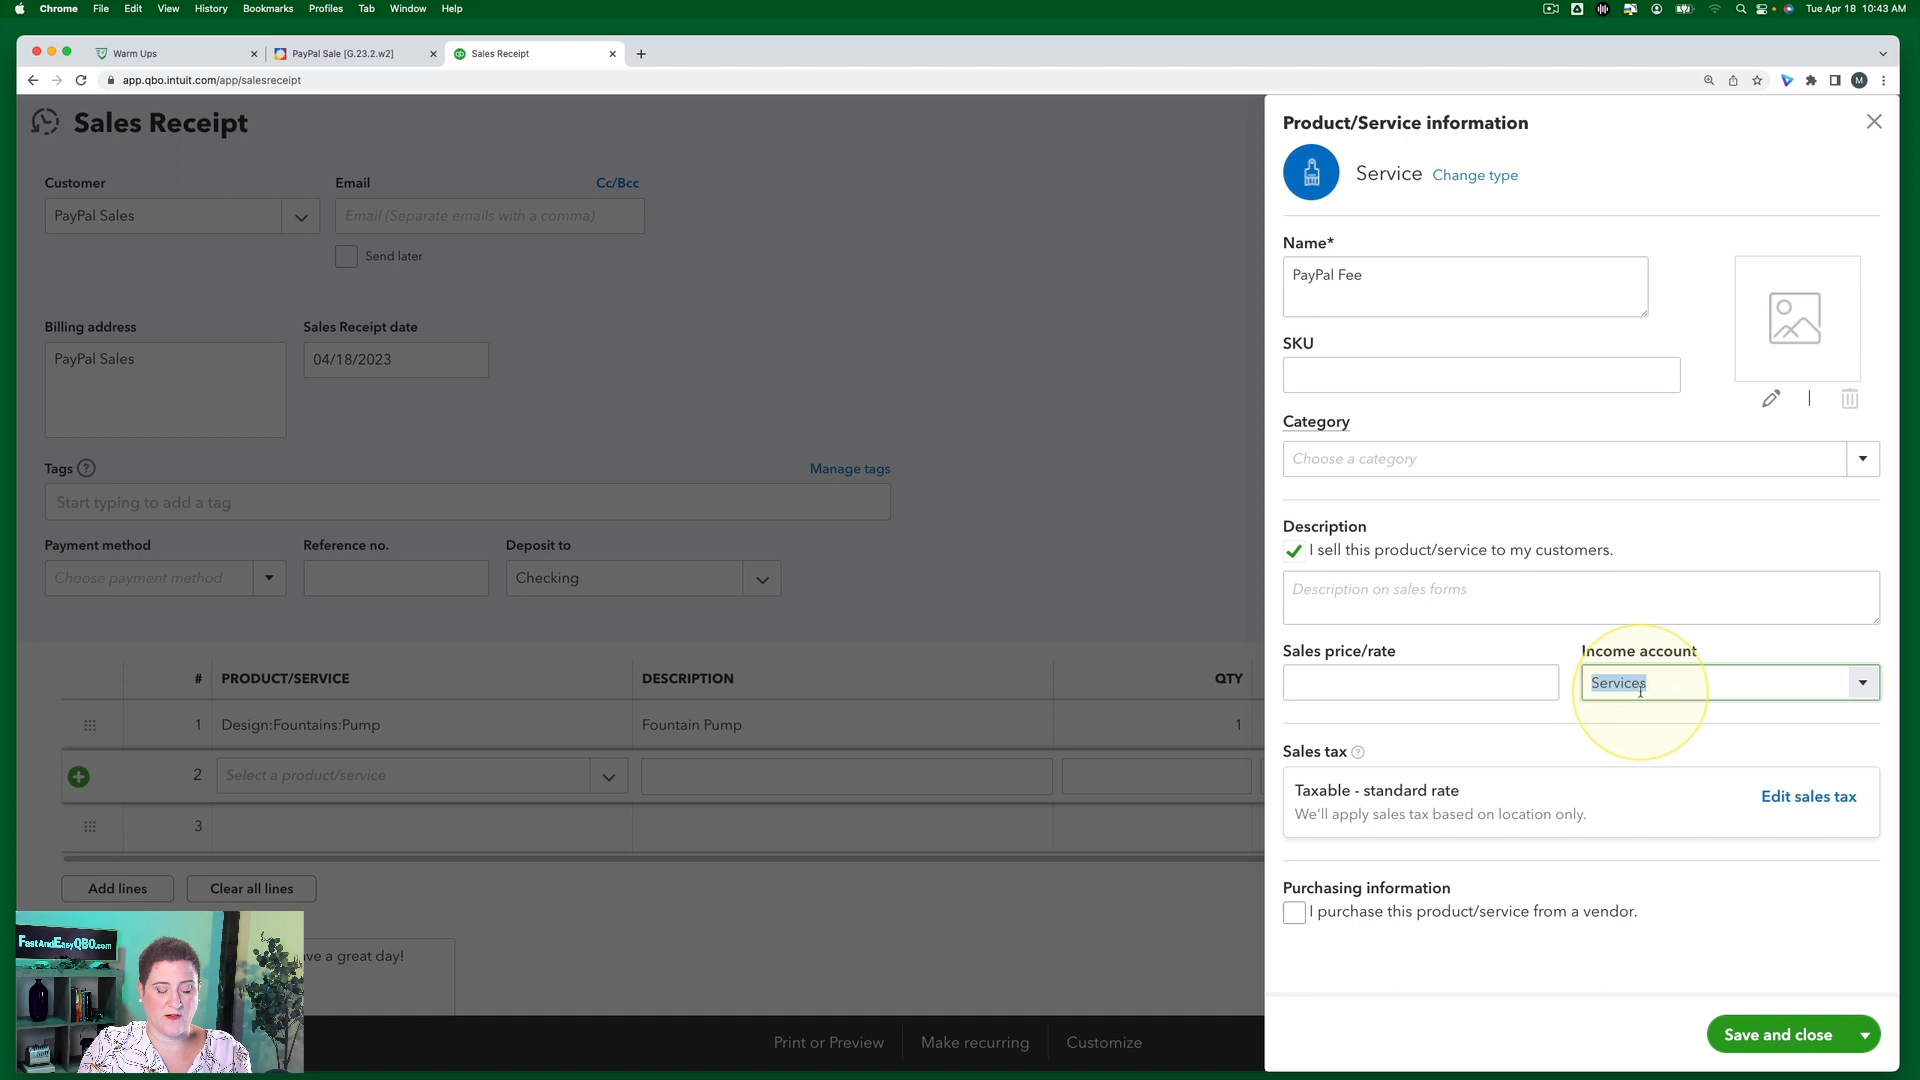 Chrome File Edit View History Bookmarks Profiles Tab Window Help
Tue Apr 18 10:43 AM
Warm Ups
PayPal Sale [G.23.2.w2]
qb Sales Receipt
app.qbo.intuit.com/app/salesreceipt
M
Sales Receipt
Customer
PayPal Sales
Email
Cc/Bcc
Email (Separate emails with a comma)
Send later
Billing address
PayPal Sales
Sales Receipt date
04/18/2023
Tags ?
Manage tags
Start typing to add a tag
Payment method
Choose payment method
Reference no.
Deposit to
Checking
# PRODUCT/SERVICE DESCRIPTION QTY
1 Design:Fountains:Pump Fountain Pump 1
2 Select a product/service
3
Add lines
Clear all lines
ve a great day!
FastAndEasyQBO.com
Print or Preview
Make recurring
Customize
Product/Service information
Service Change type
Name*
PayPal Fee
SKU
Category
Choose a category
Description
I sell this product/service to my customers.
Description on sales forms
Sales price/rate
Income account
Services
Sales tax ?
Taxable - standard rate
We'll apply sales tax based on location only.
Edit sales tax
Purchasing information
I purchase this product/service from a vendor.
Save and close